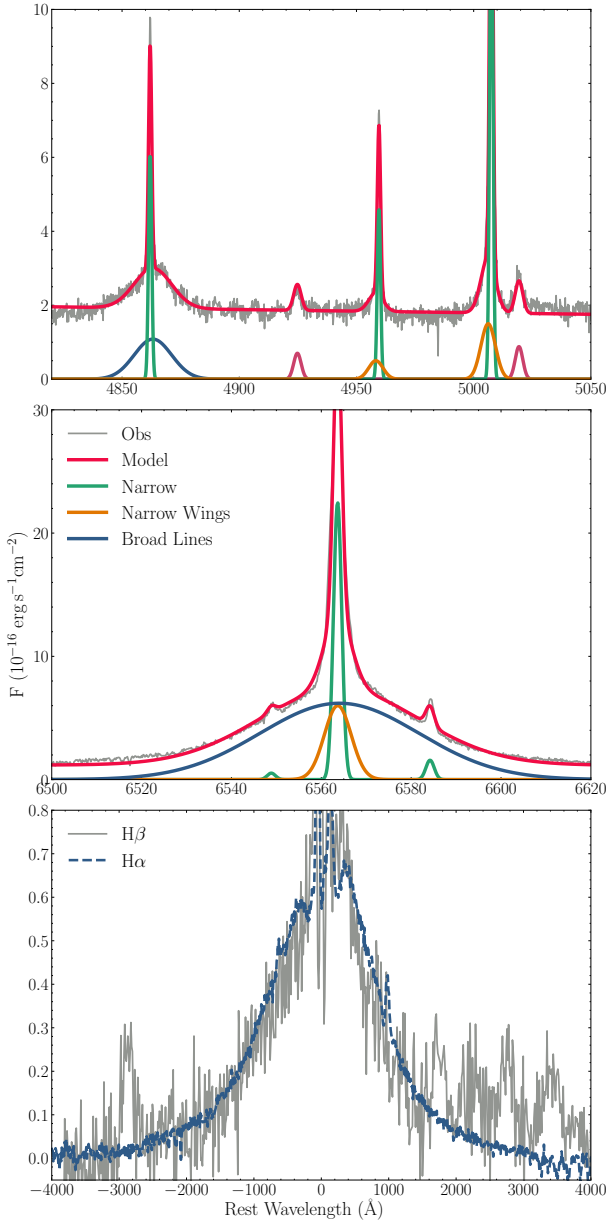 10
8
6
4
2
0
4850 4900 4950 5000 5050
30
20
10
0
Obs
Model
Narrow
Narrow Wings
Broad Lines
F (10⁻¹⁶ erg s⁻¹cm⁻²)
6500 6520 6540 6560 6580 6600 6620
0.8
0.7
0.6
0.5
0.4
0.3
0.2
0.1
0.0
Hβ
Hα
−4000 −3000 −2000 −1000 0 1000 2000 3000 4000
Rest Wavelength (Å)